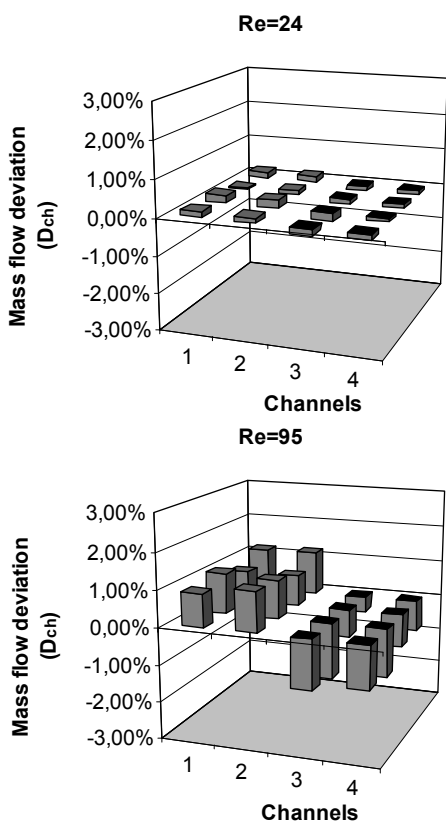 Re=24
Mass flow deviation
(Dch)
3,00%
2,00%
1,00%
0,00%
-1,00%
-2,00%
-3,00%
1
2
3
4
Channels
Re=95
Mass flow deviation
(Dch)
3,00%
2,00%
1,00%
0,00%
-1,00%
-2,00%
-3,00%
1
2
3
4
Channels